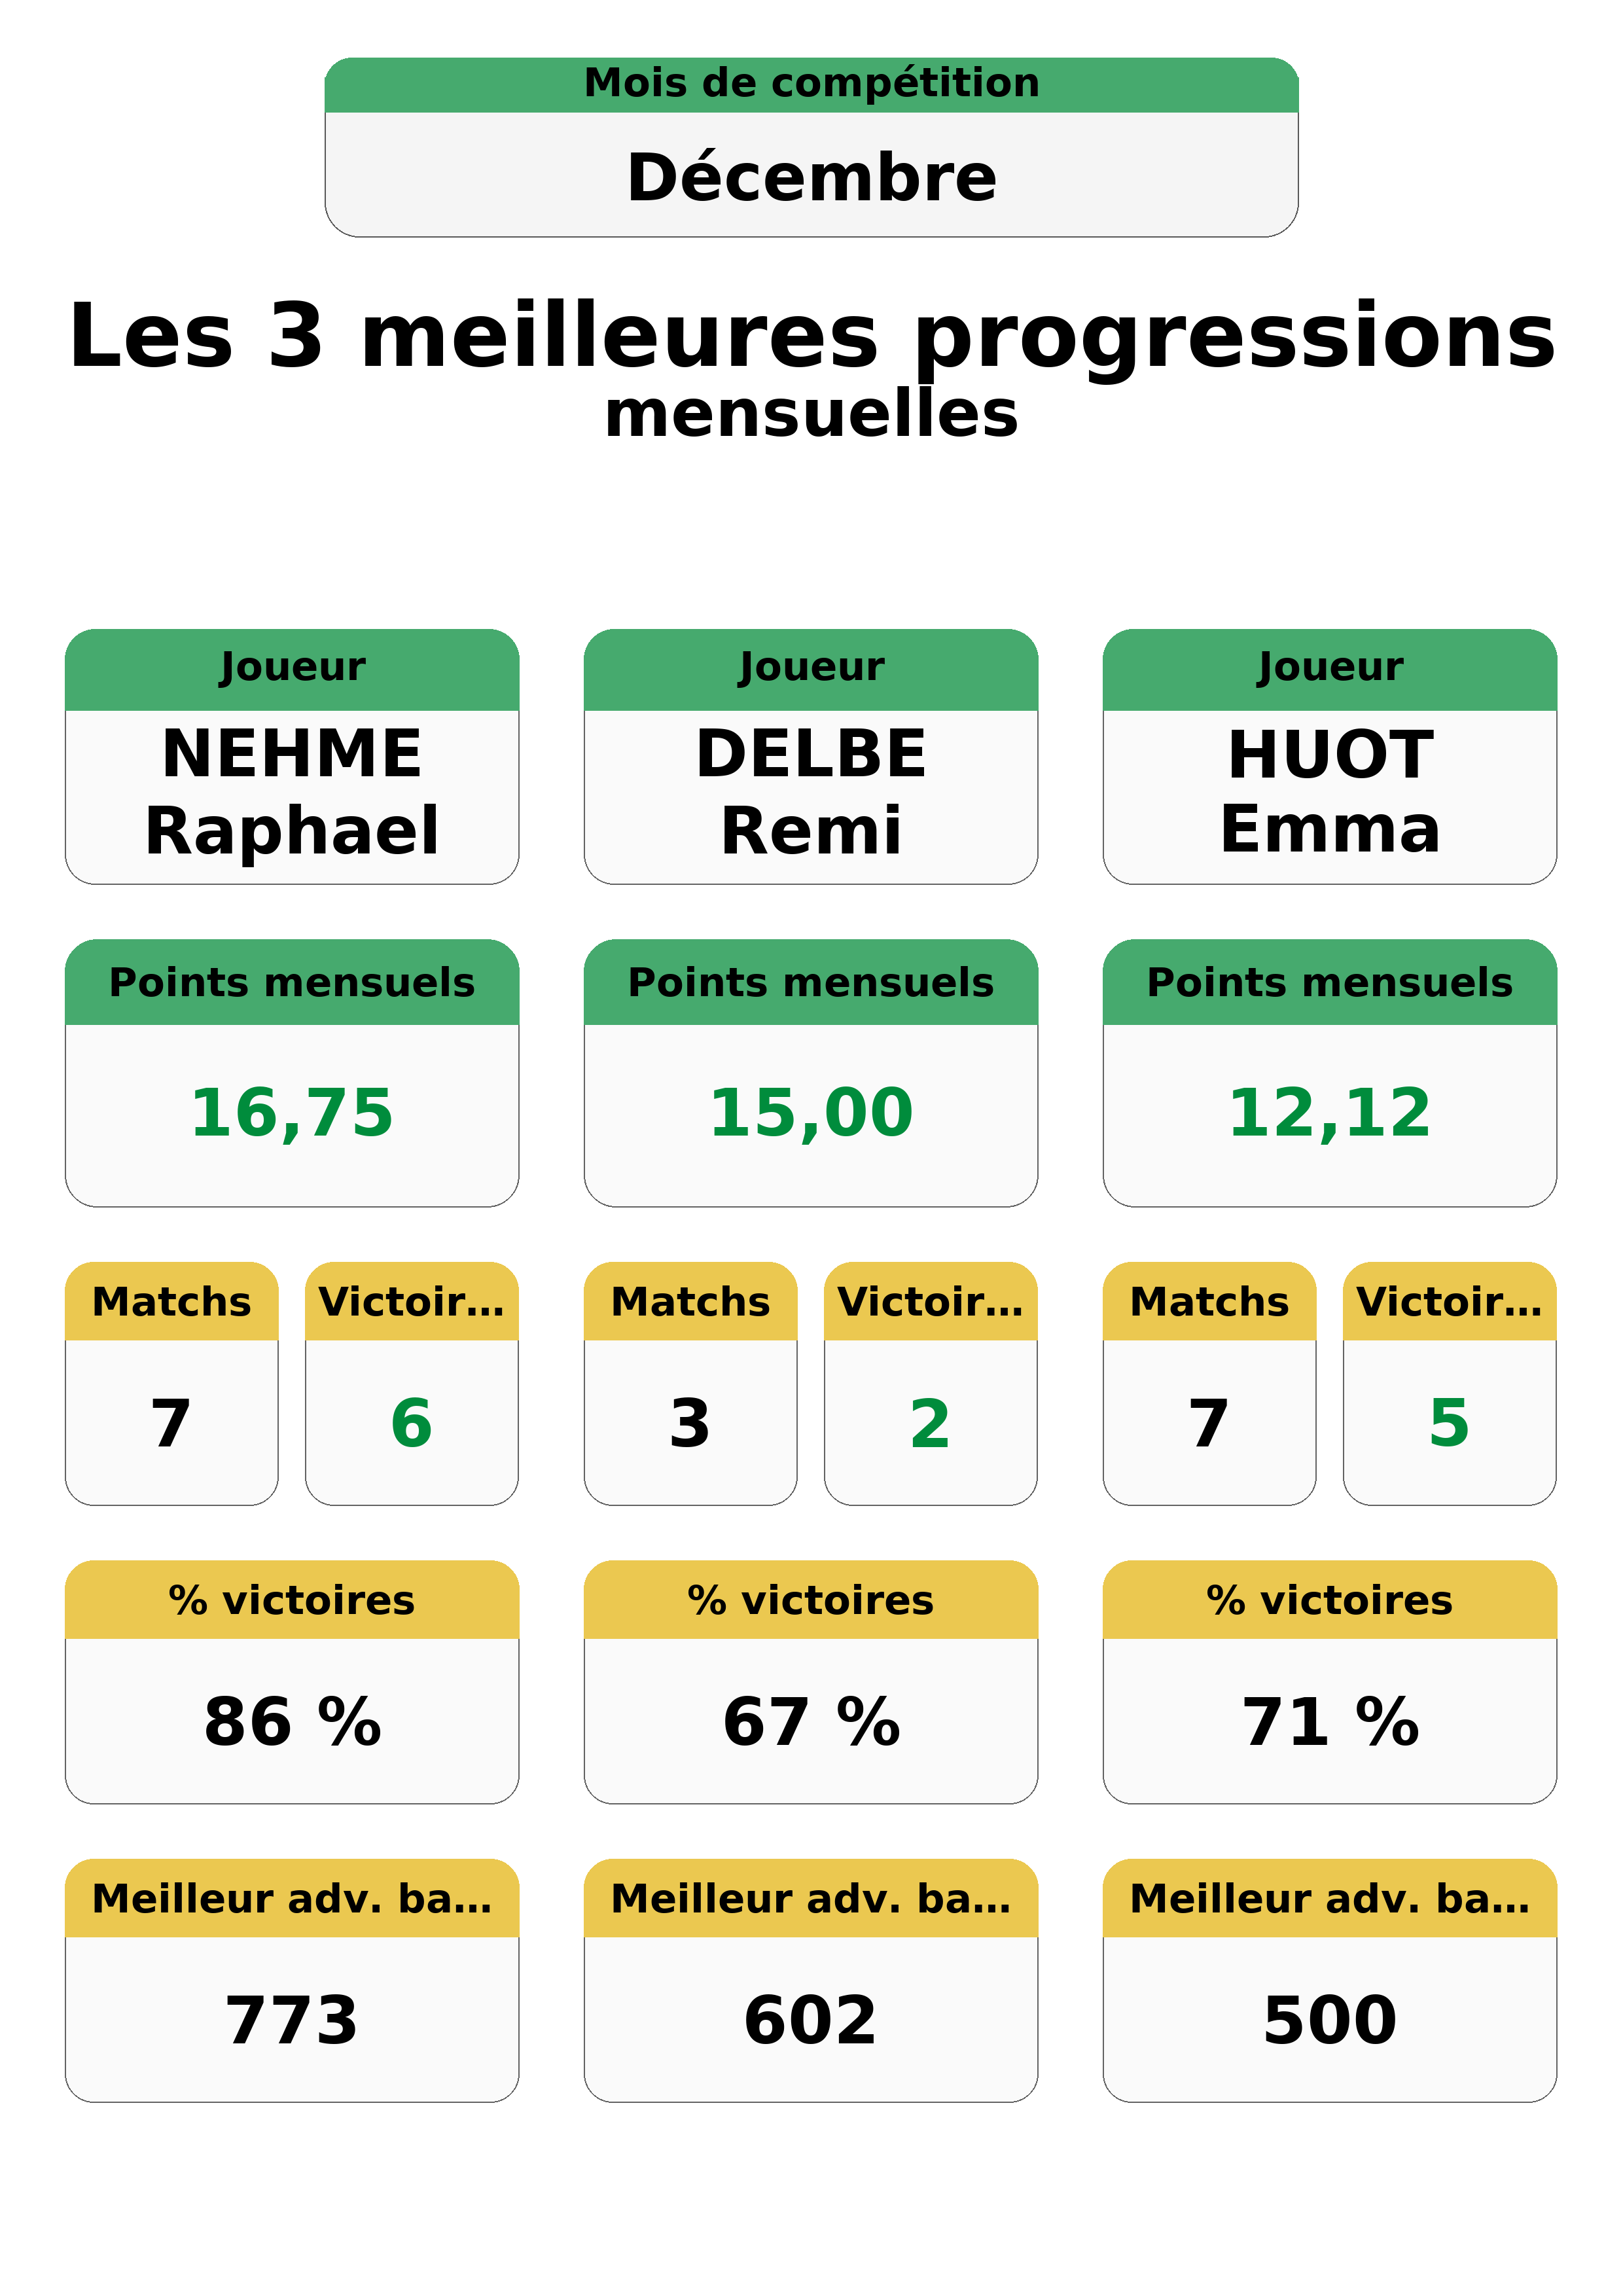 Mois de compétition
Décembre
Les 3 meilleures progressions
mensuelles
Joueur
Joueur
Joueur
NEHME
Raphael
DELBE
Remi
HUOT
Emma
Points mensuels
Points mensuels
Points mensuels
16,75
15,00
12,12
Matchs
Victoir...
Matchs
Victoir...
Matchs
Victoir...
7
6
3
2
7
5
% victoires
% victoires
% victoires
86 %
67 %
71 %
Meilleur adv. ba...
Meilleur adv. ba...
Meilleur adv. ba...
773
602
500